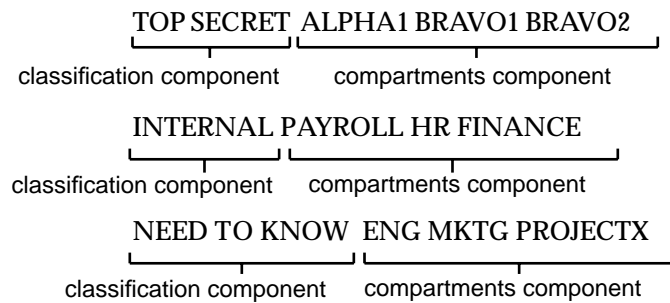 TOP SECRET ALPHA1 BRAVO1 BRAVO2
classification component compartments component
INTERNAL PAYROLL HR FINANCE
classification component compartments component
NEED TO KNOW ENG MKTG PROJECTX
classification component compartments component